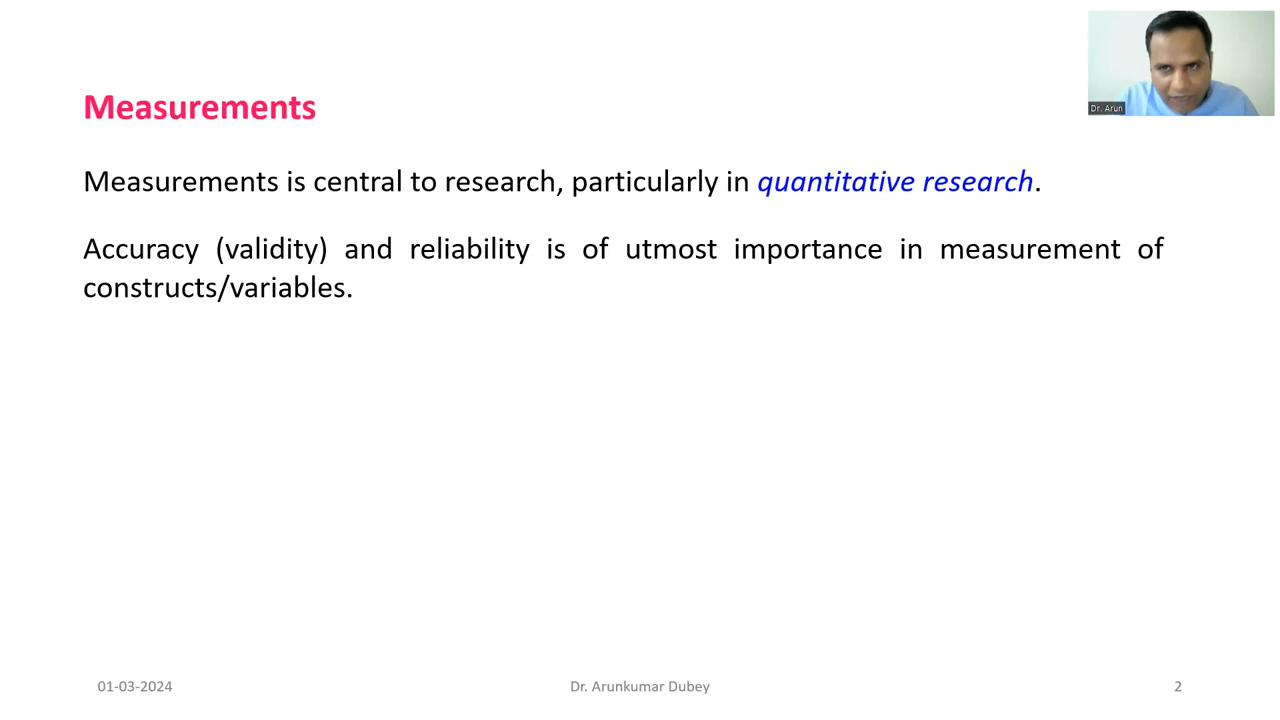 Dr. Arun
Measurements
Measurements is central to research, particularly in quantitative research.
Accuracy (validity) and reliability is of utmost importance in measurement of
constructs/variables.
01-03-2024
Dr. Arunkumar Dubey
2